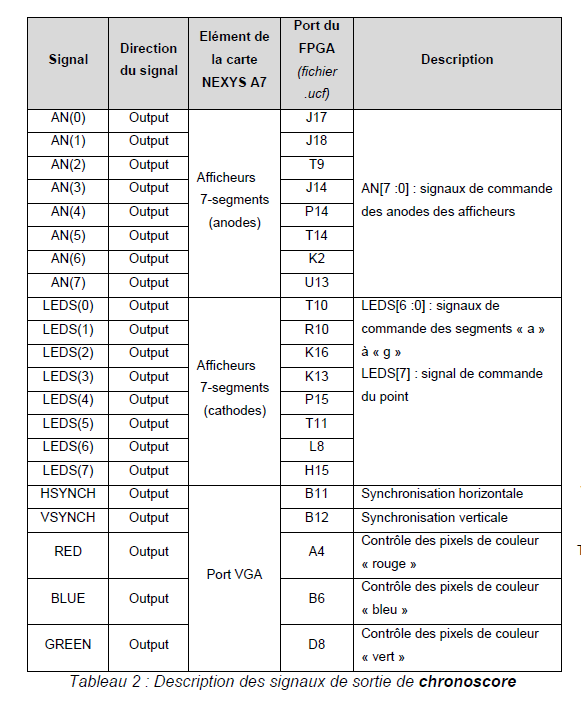 Signal
Direction
du signal
Elément de
la carte
NEXYS A7
Port du
FPGA
(fichier
.ucf)
Description
AN(0) Output J17
AN(1) Output J18
AN(2) Output T9
AN(3) Output J14
AN(4) Output P14
AN(5) Output T14
AN(6) Output K2
AN(7) Output U13
Afficheurs
7-segments
(anodes)
AN[7 :0] : signaux de commande
des anodes des afficheurs
LEDS(0) Output T10
LEDS(1) Output R10
LEDS(2) Output K16
LEDS(3) Output K13
LEDS(4) Output P15
LEDS(5) Output T11
LEDS(6) Output L8
LEDS(7) Output H15
Afficheurs
7-segments
(cathodes)
LEDS[6 :0] : signaux de
commande des segments « a »
à « g »
LEDS[7] : signal de commande
du point
HSYNCH Output B11 Synchronisation horizontale
VSYNCH Output B12 Synchronisation verticale
Port VGA
RED Output A4 Contrôle des pixels de couleur
« rouge »
BLUE Output B6 Contrôle des pixels de couleur
« bleu »
GREEN Output D8 Contrôle des pixels de couleur
« vert »
Tableau 2 : Description des signaux de sortie de chronoscore